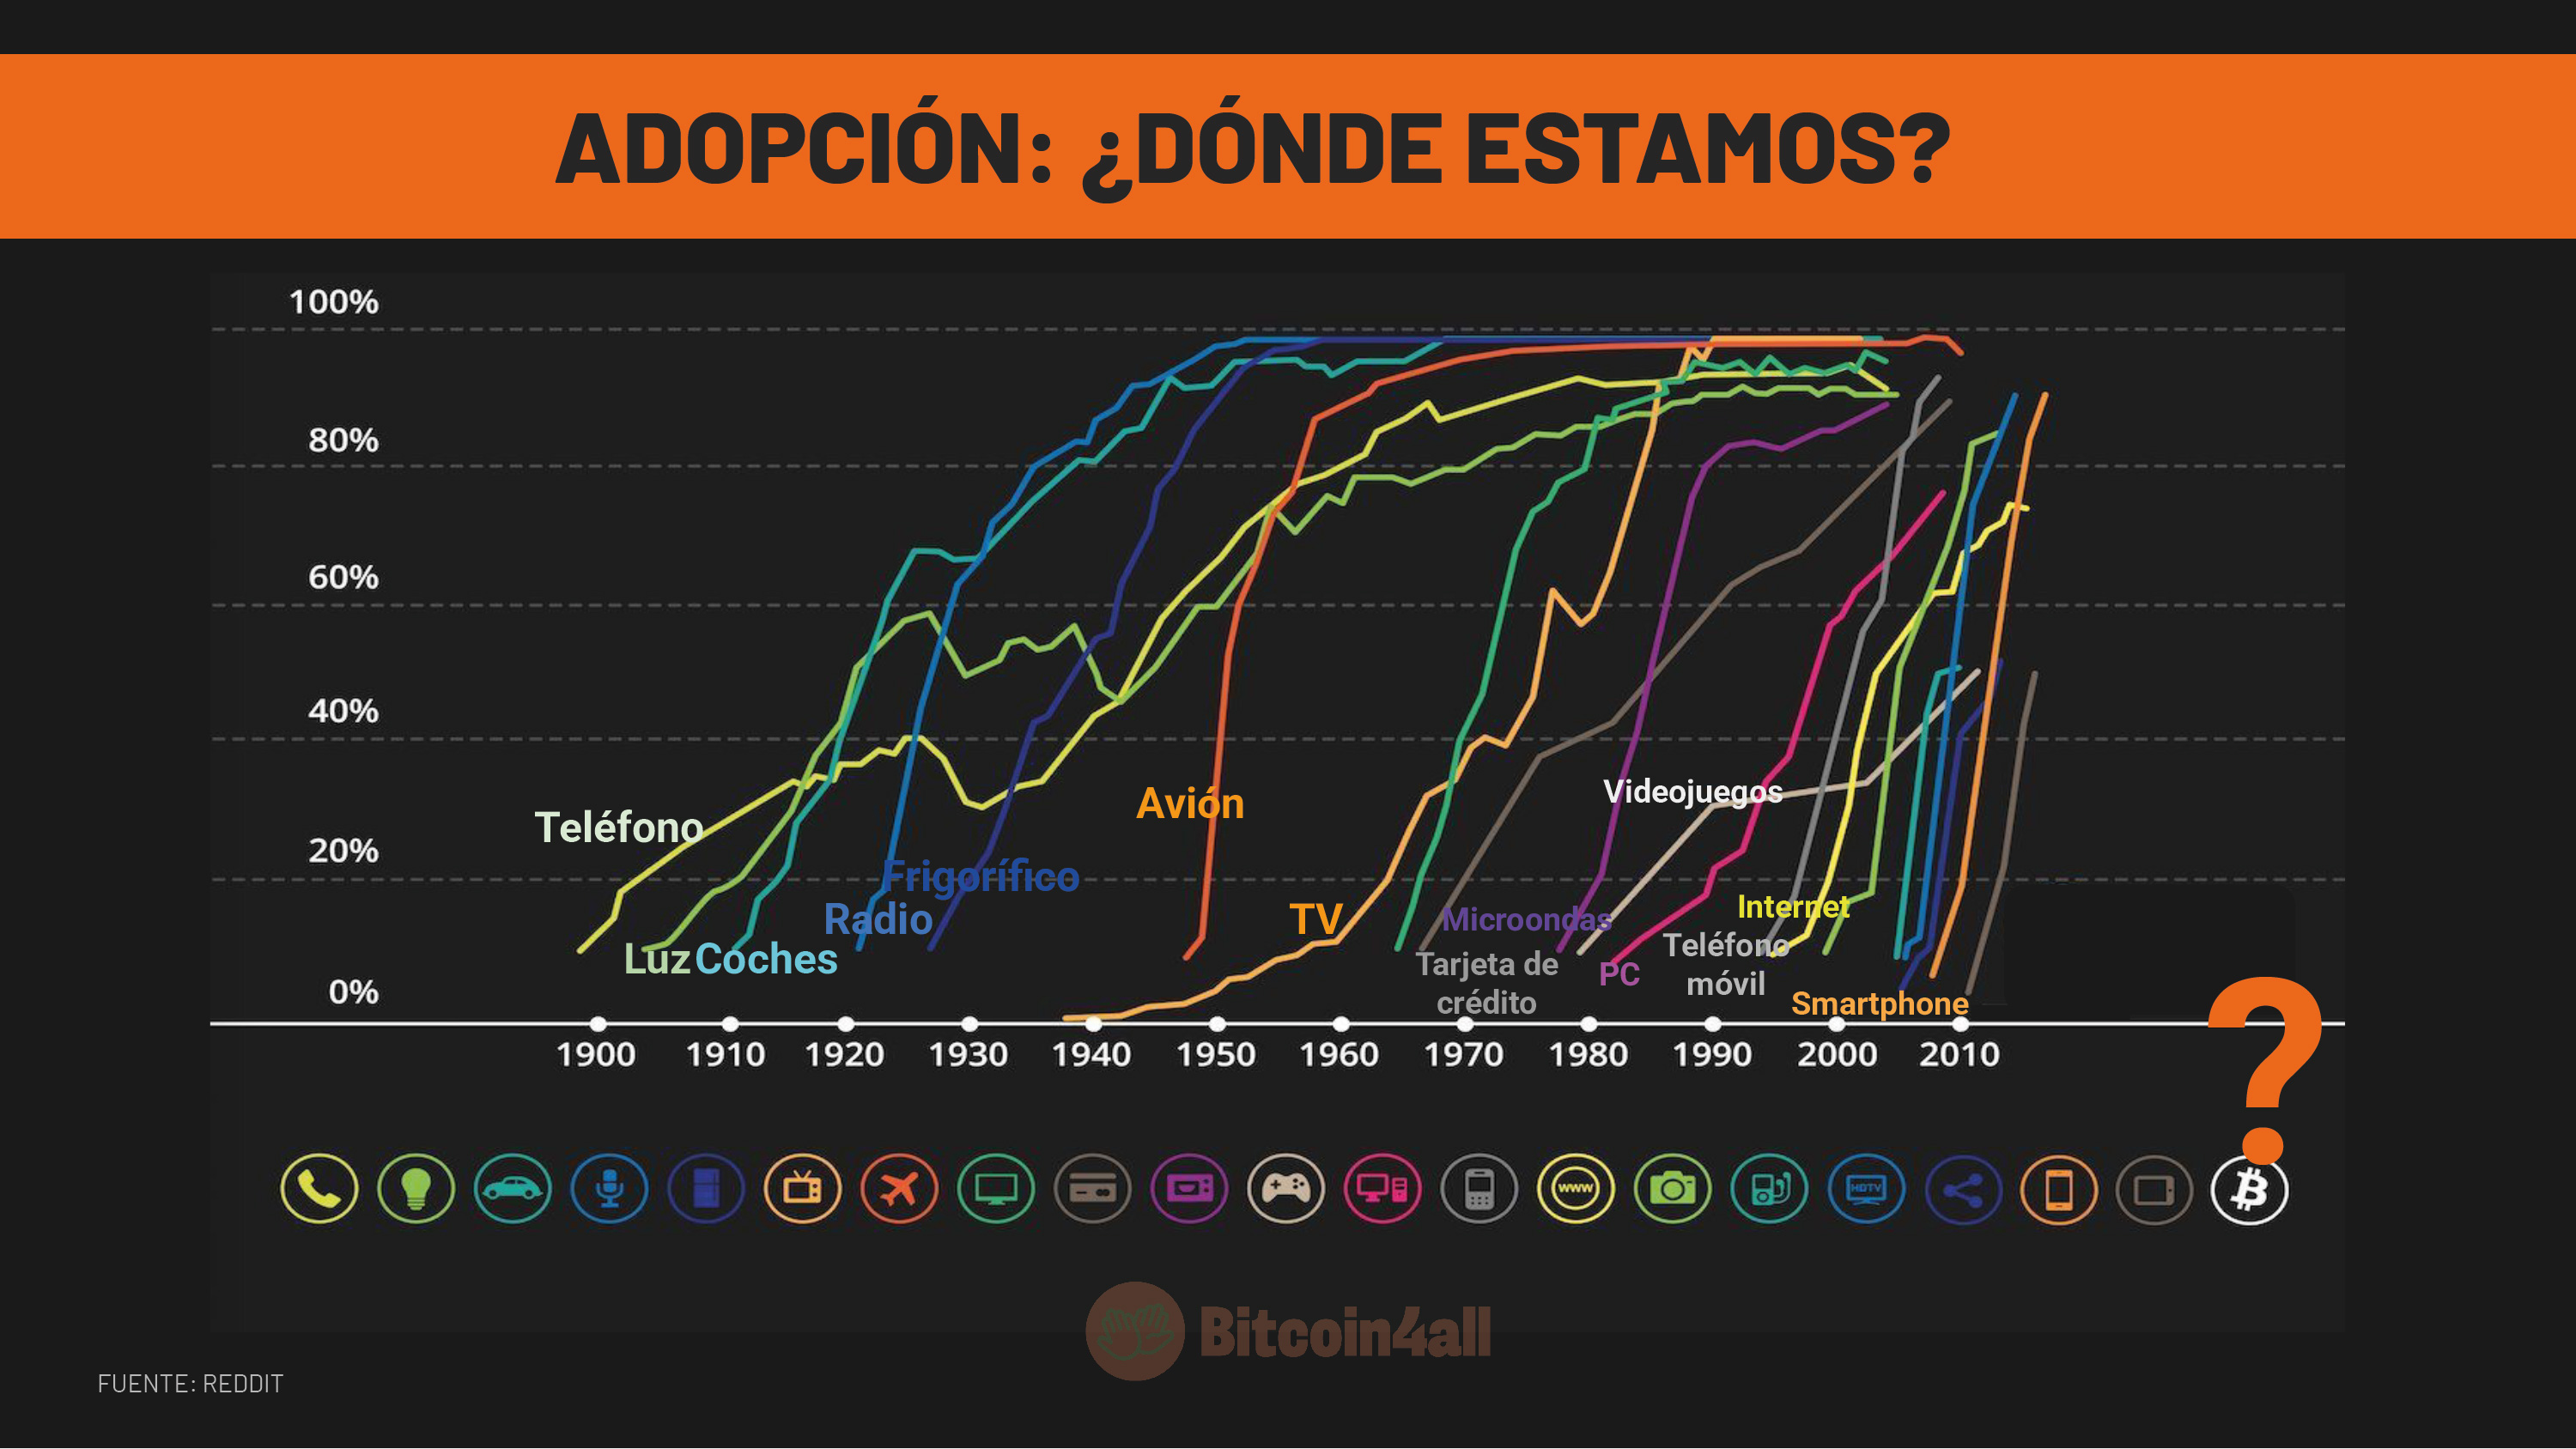 ADOPCIÓN: ¿DÓNDE ESTAMOS?
100%
80%
60%
40%
20%
0%
Teléfono
Luz
Coches
Radio
Frigorífico
Avión
TV
Videojuegos
Microondas
Tarjeta de
crédito
PC
Internet
Teléfono
móvil
Smartphone
?
1900 1910 1920 1930 1940 1950 1960 1970 1980 1990 2000 2010
WWW
HDTV
Bitcoin4all
FUENTE: REDDIT